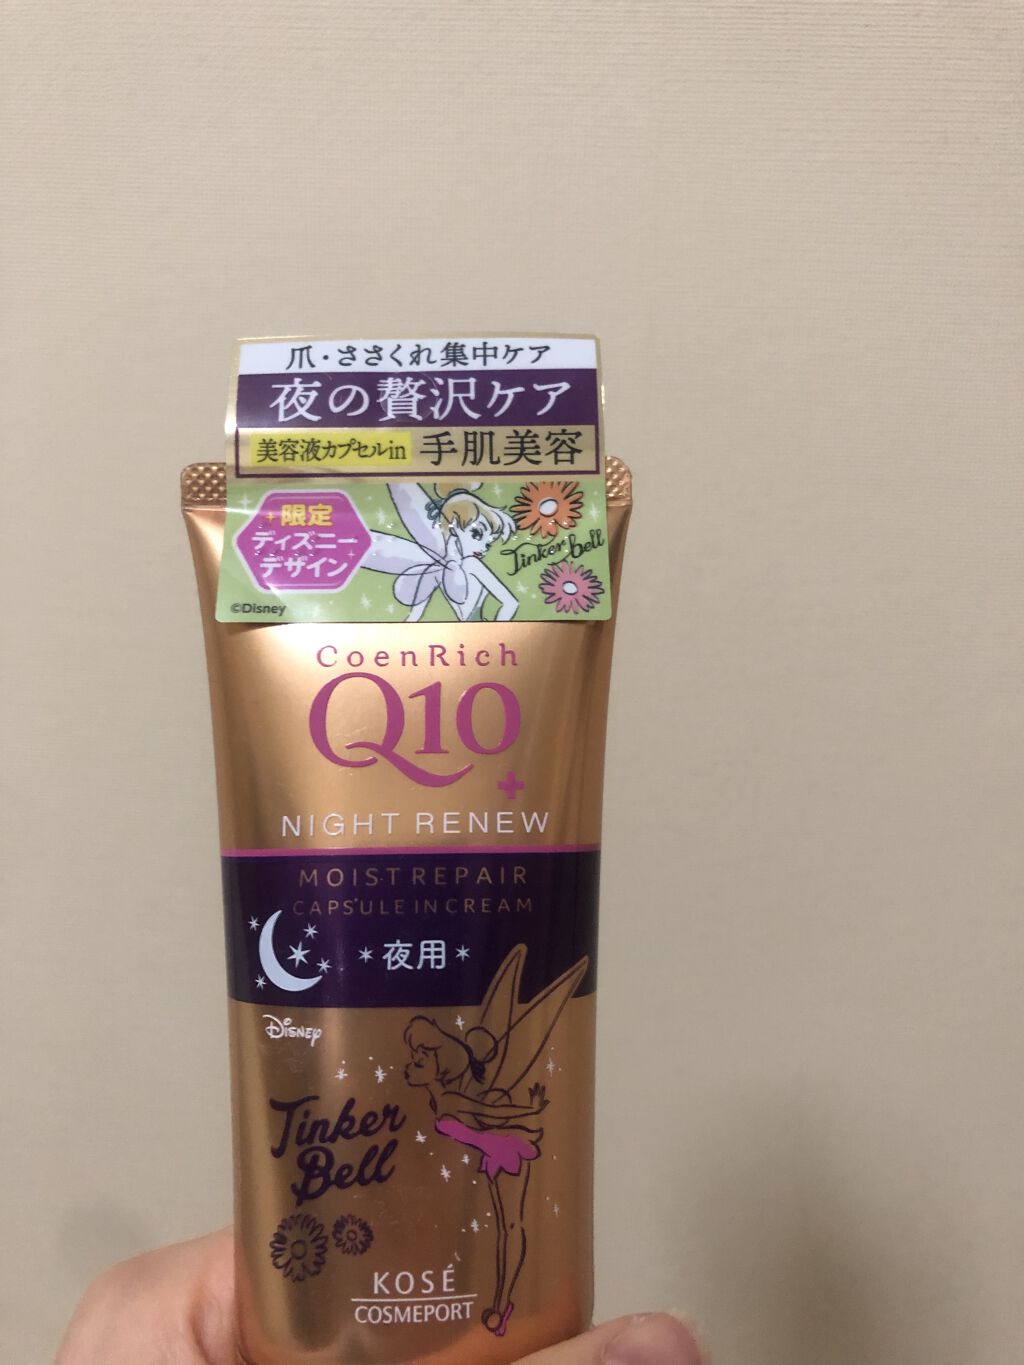 爪・ささくれ集中ケア
夜の贅沢ケア
美容液カプセルin 手肌美容
限定
ディズニー
デザイン
Tinker bell
©Disney
CoenRich
Q10
+
NIGHT RENEW
MOIST REPAIR
CAPSULE IN CREAM
夜用
Disney
Tinker
Bell
KOSÉ
COSMEPORT